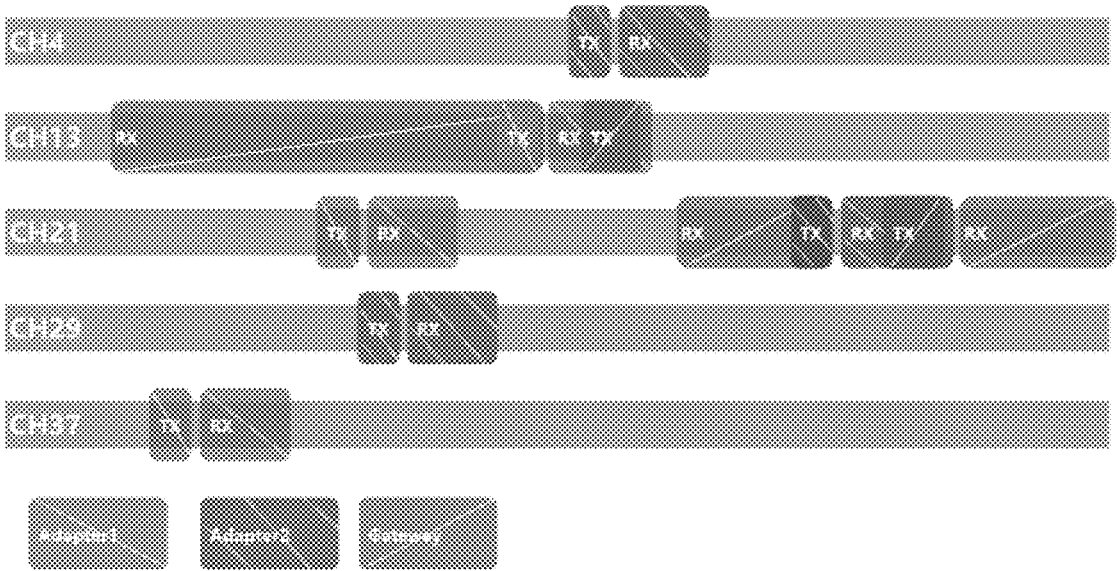 CH4 TX RX
CH13 RX TX RX TX
CH21 TX RX RX TX RX TX RX
CH29 TX RX
CH37 TX RX
Adapter1 Adapter2 Gateway